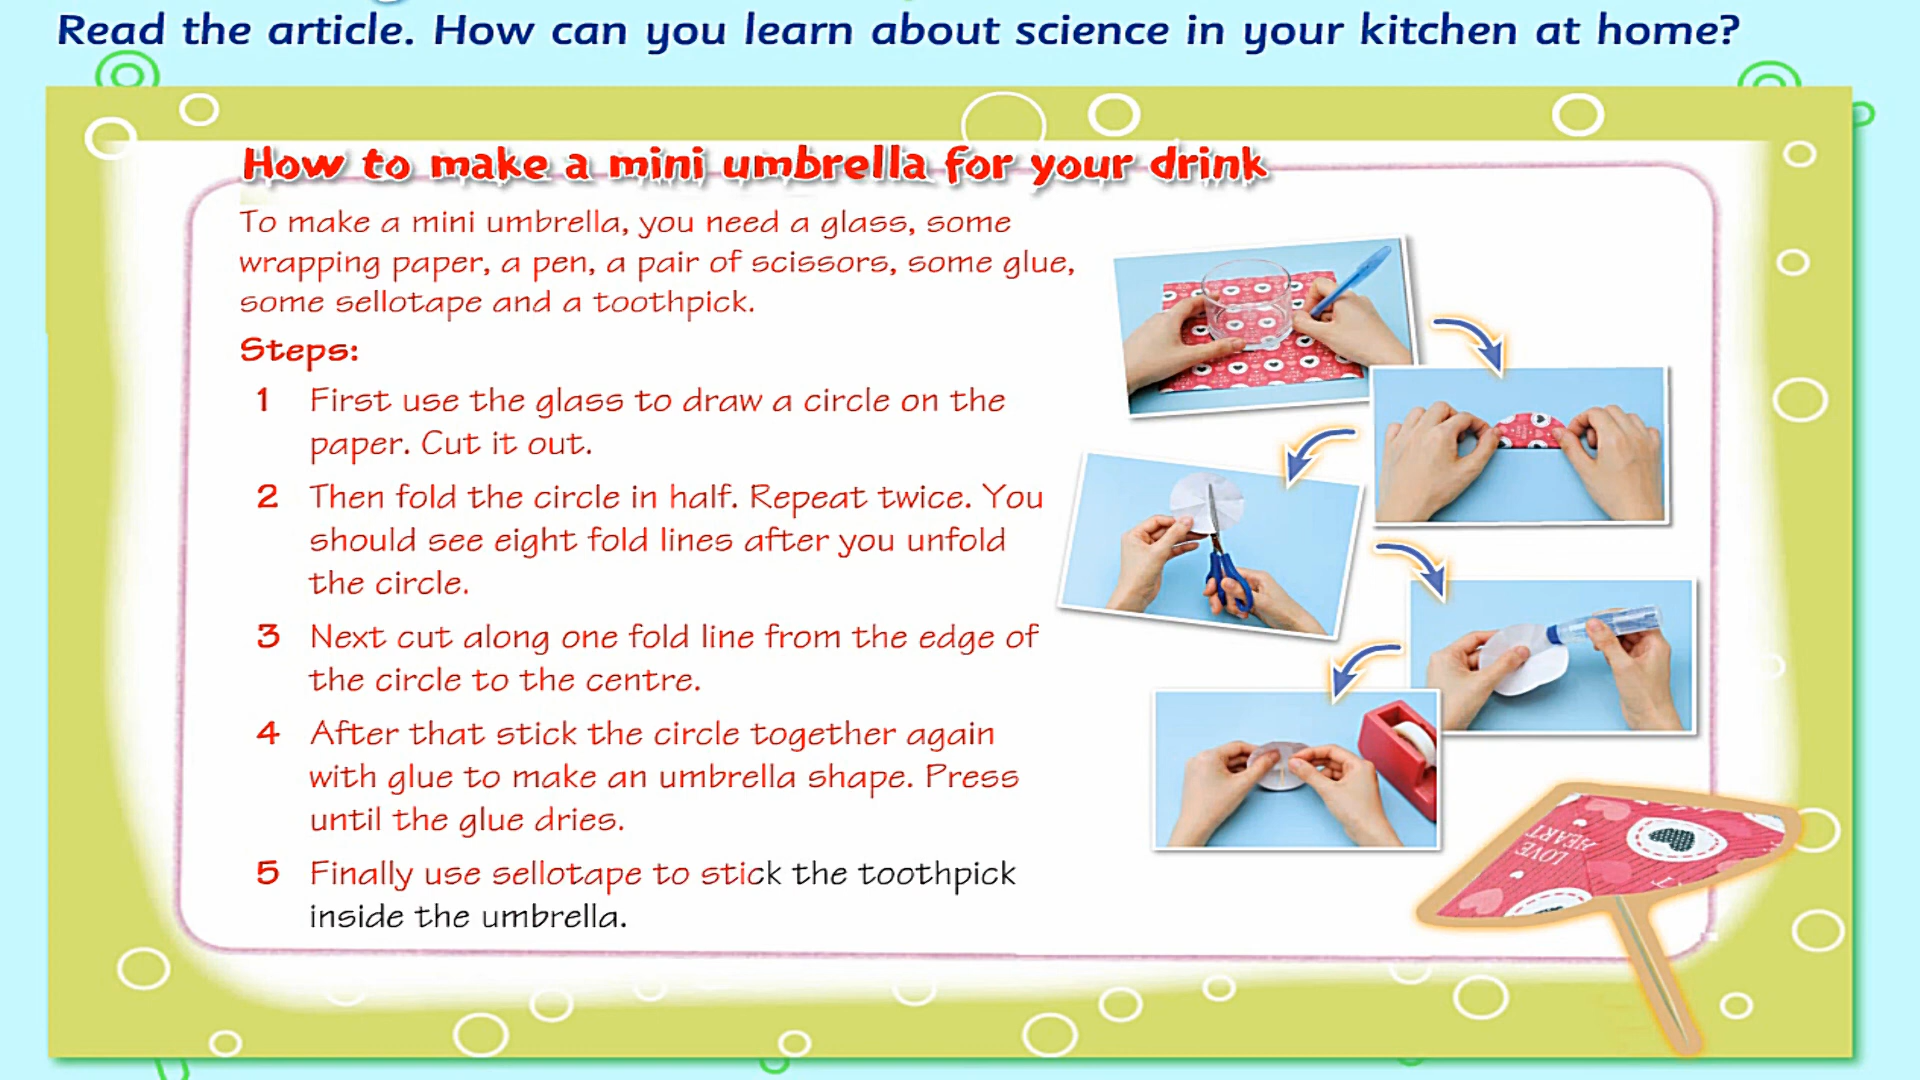 Read the article. How can you learn about science in your kitchen at home?
How to make a mini umbrella for your drink
To make a mini umbrella, you need a glass, some
wrapping paper, a pen, a pair of scissors, some glue,
some sellotape and a toothpick.
Steps:
1 First use the glass to draw a circle on the
paper. Cut it out.
2 Then fold the circle in half. Repeat twice. You
should see eight fold lines after you unfold
the circle.
3 Next cut along one fold line from the edge of
the circle to the centre.
4 After that stick the circle together again
with glue to make an umbrella shape. Press
until the glue dries.
5 Finally use sellotape to stick the toothpick
inside the umbrella.
LOVE
HEART